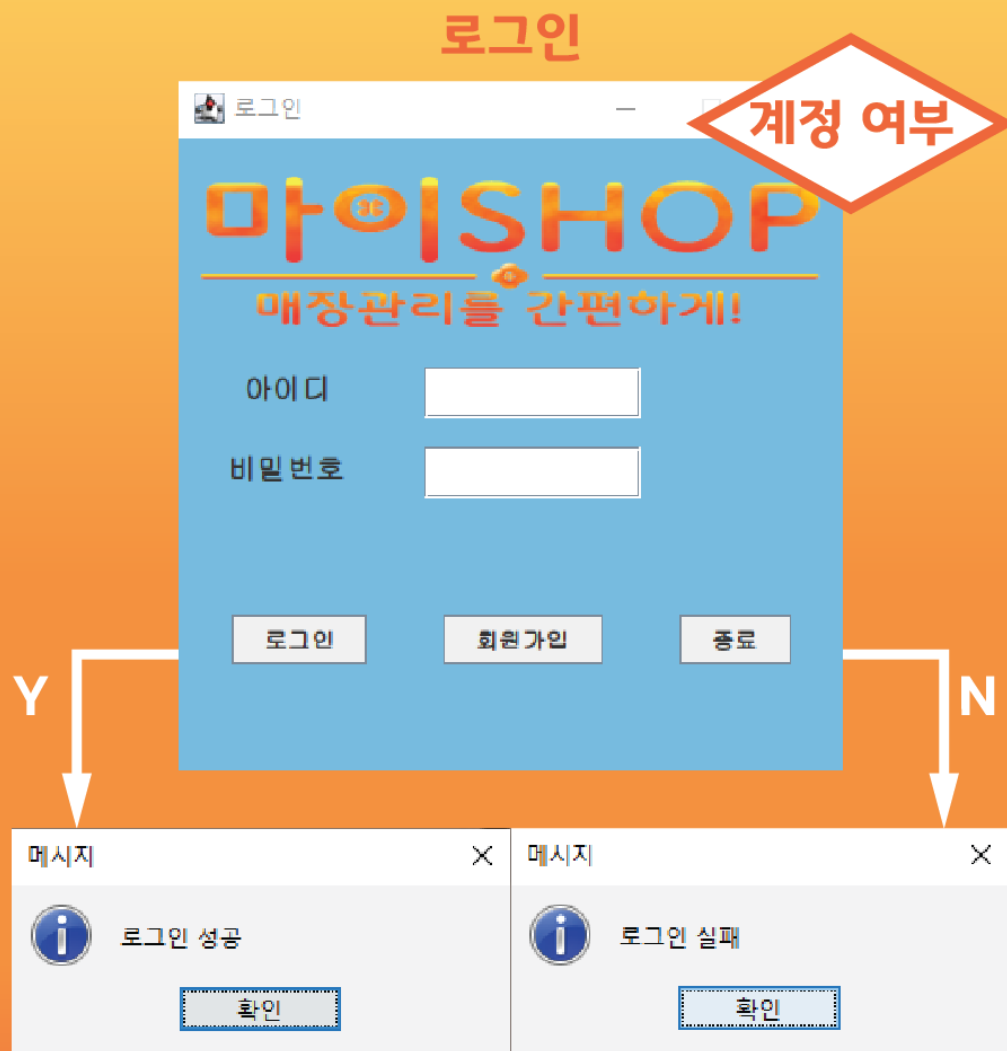 로그인
로그인
계정 여부
마이SHOP
매장관리를 간편하게!
아이디
비밀번호
로그인 회원가입 종료
Y N
메시지
로그인 성공
확인
메시지
로그인 실패
확인